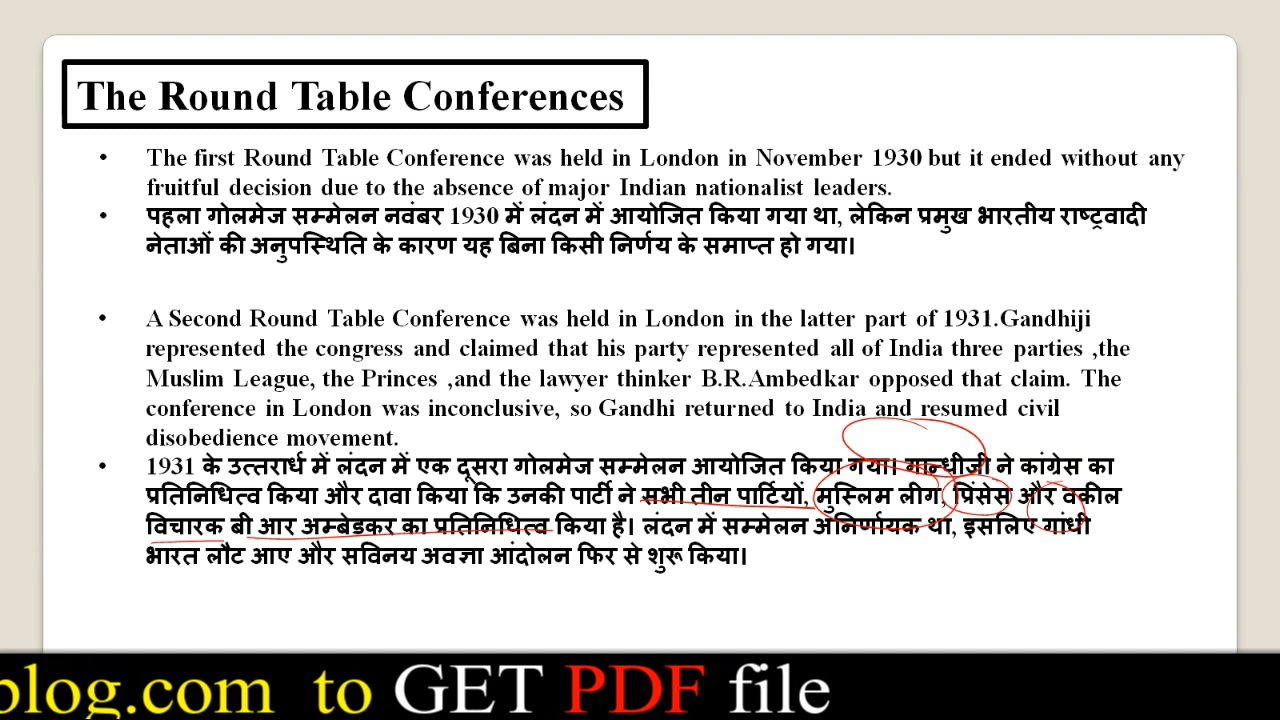 The Round Table Conferences
• The first Round Table Conference was held in London in November 1930 but it ended without any
fruitful decision due to the absence of major Indian nationalist leaders.
• पहला गोलमेज सम्मेलन नवंबर 1930 में लंदन में आयोजित किया गया था, लेकिन प्रमुख भारतीय राष्ट्रवादी
नेताओं की अनुपस्थिति के कारण यह बिना किसी निर्णय के समाप्त हो गया।
• A Second Round Table Conference was held in London in the latter part of 1931.Gandhiji
represented the congress and claimed that his party represented all of India three parties ,the
Muslim League, the Princes ,and the lawyer thinker B.R.Ambedkar opposed that claim. The
conference in London was inconclusive, so Gandhi returned to India and resumed civil
disobedience movement.
• 1931 के उत्तरार्ध में लंदन में एक दूसरा गोलमेज सम्मेलन आयोजित किया गया। गान्धीजी ने कांग्रेस का
प्रतिनिधित्व किया और दावा किया कि उनकी पार्टी ने सभी तीन पार्टियों, मुस्लिम लीग, प्रिंसेस और वकील
विचारक बी आर अम्बेडकर का प्रतिनिधित्व किया है। लंदन में सम्मेलन अनिर्णायक था, इसलिए गांधी
भारत लौट आए और सविनय अवज्ञा आंदोलन फिर से शुरू किया।
blog.com to GET PDF file